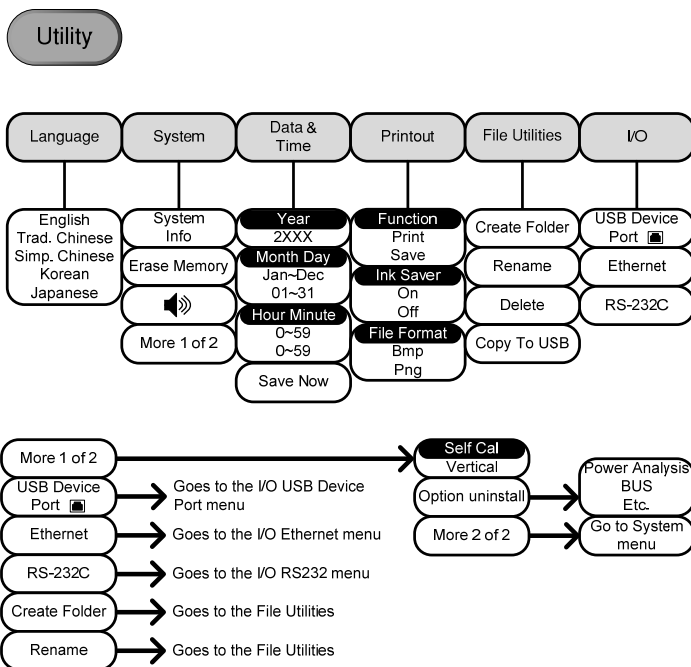 Utility
Language
System
Data &
Time
Printout
File Utilities
I/O
English
Trad. Chinese
Simp. Chinese
Korean
Japanese
System
Info
Erase Memory
More 1 of 2
Year
2XXX
Month Day
Jan~Dec
01~31
Hour Minute
0~59
0~59
Save Now
Function
Print
Save
Ink Saver
On
Off
File Format
Bmp
Png
Create Folder
Rename
Delete
Copy To USB
USB Device
Port
Ethernet
RS-232C
More 1 of 2
Self Cal
Vertical
USB Device
Port
Goes to the I/O USB Device
Port menu
Option uninstall
Power Analysis
BUS
Etc.
Ethernet
Goes to the I/O Ethernet menu
More 2 of 2
Go to System
menu
RS-232C
Goes to the I/O RS232 menu
Create Folder
Goes to the File Utilities
Rename
Goes to the File Utilities